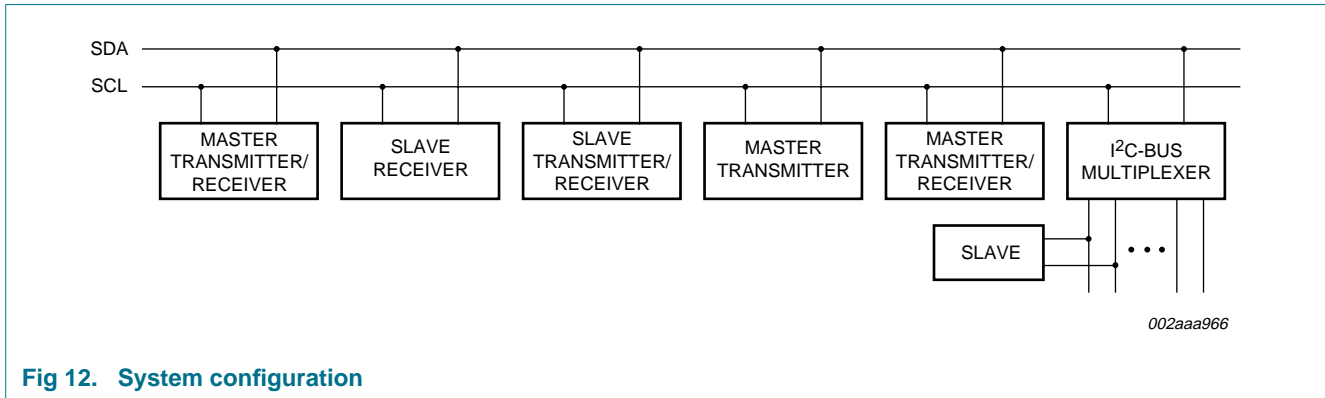 SDA
SCL
MASTER
TRANSMITTER/
RECEIVER
SLAVE
RECEIVER
SLAVE
TRANSMITTER/
RECEIVER
MASTER
TRANSMITTER
MASTER
TRANSMITTER/
RECEIVER
I²C-BUS
MULTIPLEXER
SLAVE
002aaa966
Fig 12. System configuration